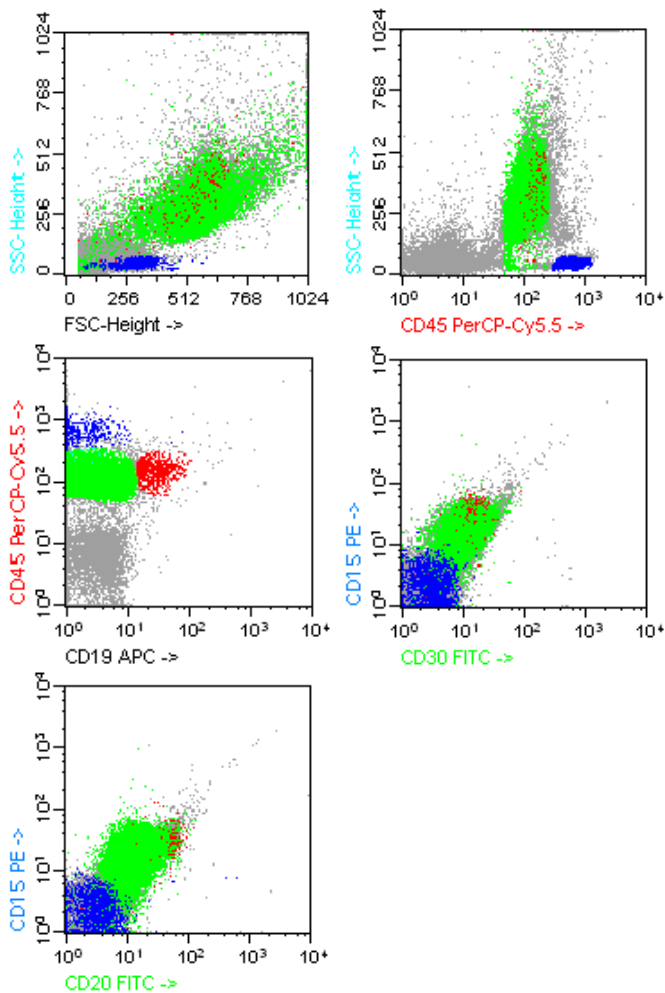 1024
768
512
256
0
SSC-Height ->
0 256 512 768 1024
FSC-Height ->
1024
768
512
256
0
SSC-Height ->
10⁰ 10¹ 10² 10³ 10⁴
CD45 PerCP-Cy5.5 ->
10⁴
10³
10²
10¹
10⁰
CD45 PerCP-Cy5.5 ->
10⁰ 10¹ 10² 10³ 10⁴
CD19 APC ->
10⁴
10³
10²
10¹
10⁰
CD15 PE ->
10⁰ 10¹ 10² 10³ 10⁴
CD30 FITC ->
10⁴
10³
10²
10¹
10⁰
CD15 PE ->
10⁰ 10¹ 10² 10³ 10⁴
CD20 FITC ->